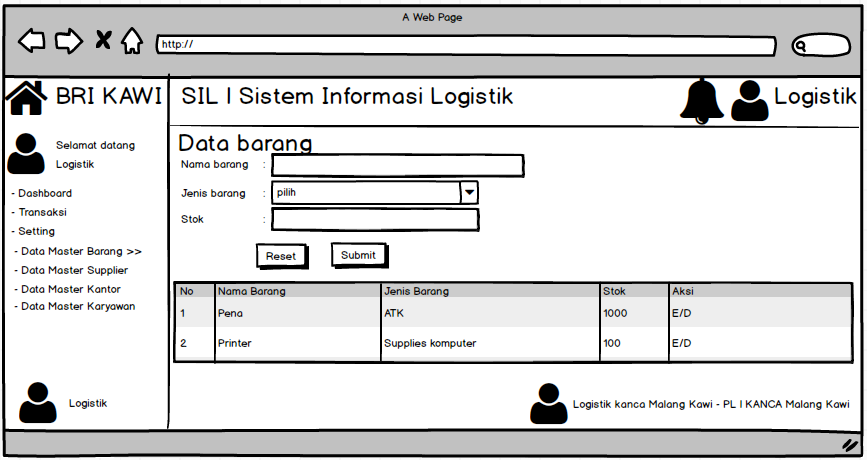 A Web Page
http://
BRI KAWI
SIL | Sistem Informasi Logistik
Logistik
Selamat datang
Logistik
- Dashboard
- Transaksi
- Setting
- Data Master Barang >>
- Data Master Supplier
- Data Master Kantor
- Data Master Karyawan
Logistik
Data barang
Nama barang :
Jenis barang : pilih
Stok :
Reset Submit
No Nama Barang Jenis Barang Stok Aksi
1 Pena ATK 1000 E/D
2 Printer Supplies komputer 100 E/D
Logistik kanca Malang Kawi - PL | KANCA Malang Kawi